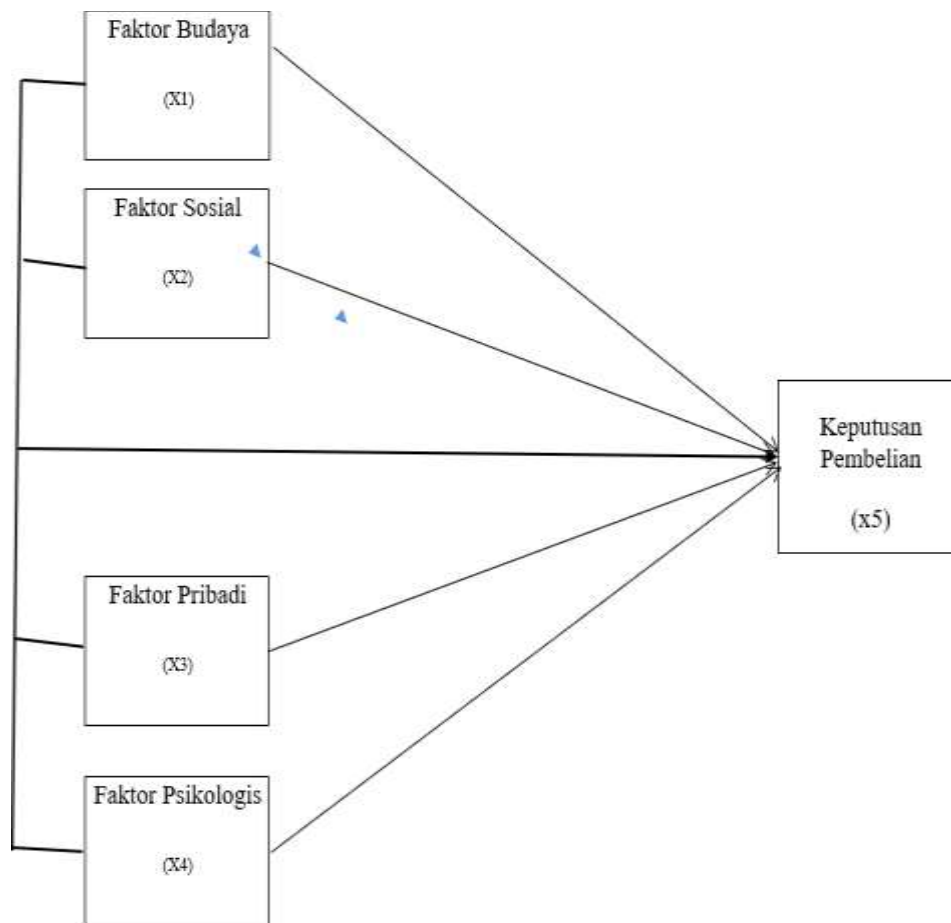 Faktor Budaya
(X1)
Faktor Sosial
(X2)
Keputusan
Pembelian
(x5)
Faktor Pribadi
(X3)
Faktor Psikologis
(X4)